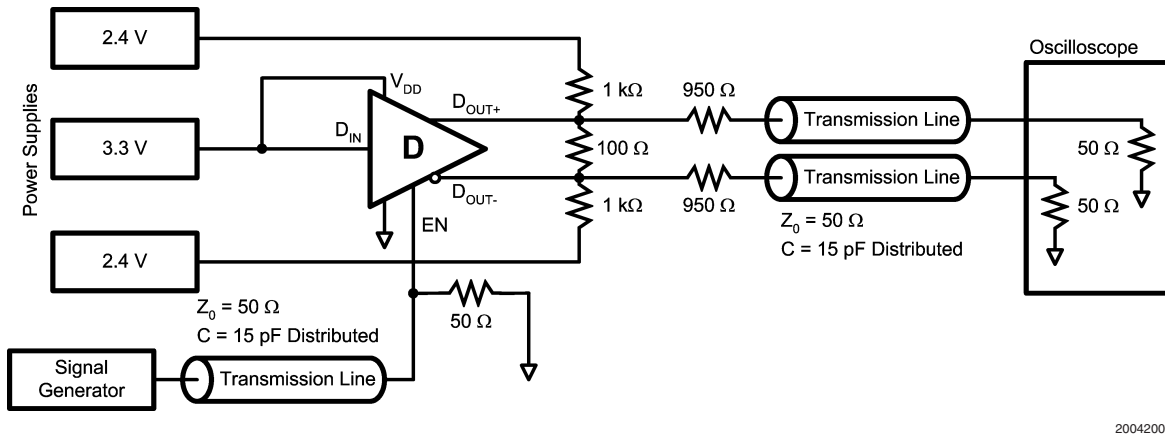 2.4 V
Oscilloscope
Power Supplies
V_DD
1 kΩ
950 Ω
Transmission Line
D_OUT+
3.3 V
D_IN
D
100 Ω
50 Ω
Transmission Line
D_OUT-
50 Ω
EN
1 kΩ
950 Ω
Z_0 = 50 Ω
C = 15 pF Distributed
2.4 V
Z_0 = 50 Ω
C = 15 pF Distributed
50 Ω
Signal
Generator
Transmission Line
2004200